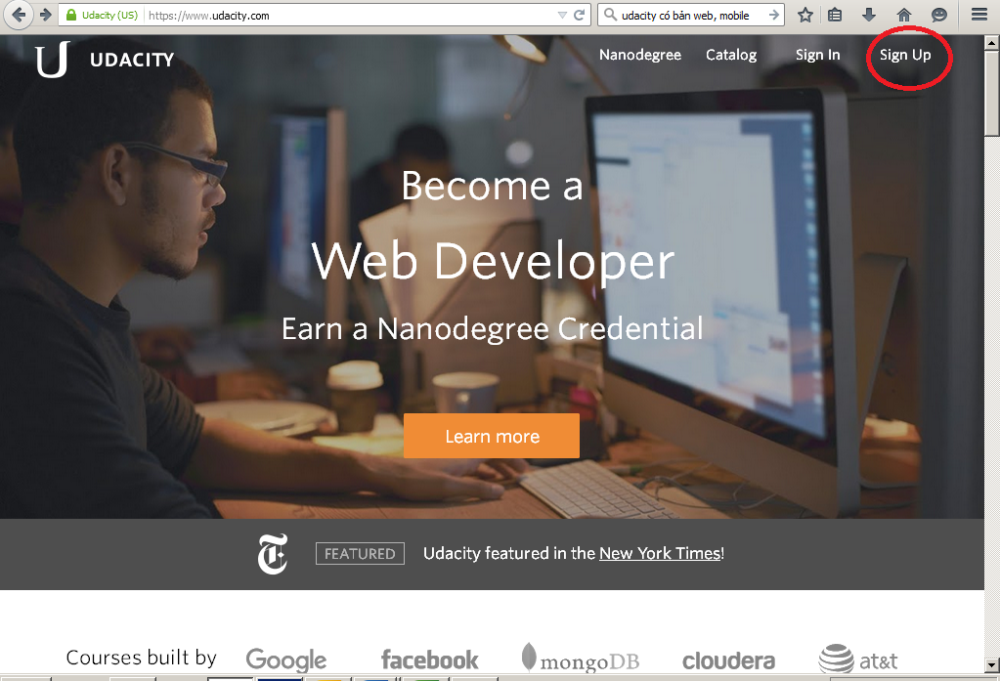 Udacity (US) https://www.udacity.com udacity có bản web, mobile
UDACITY Nanodegree Catalog Sign In Sign Up
Become a
Web Developer
Earn a Nanodegree Credential
Learn more
FEATURED Udacity featured in the New York Times!
Courses built by Google facebook mongoDB cloudera at&t